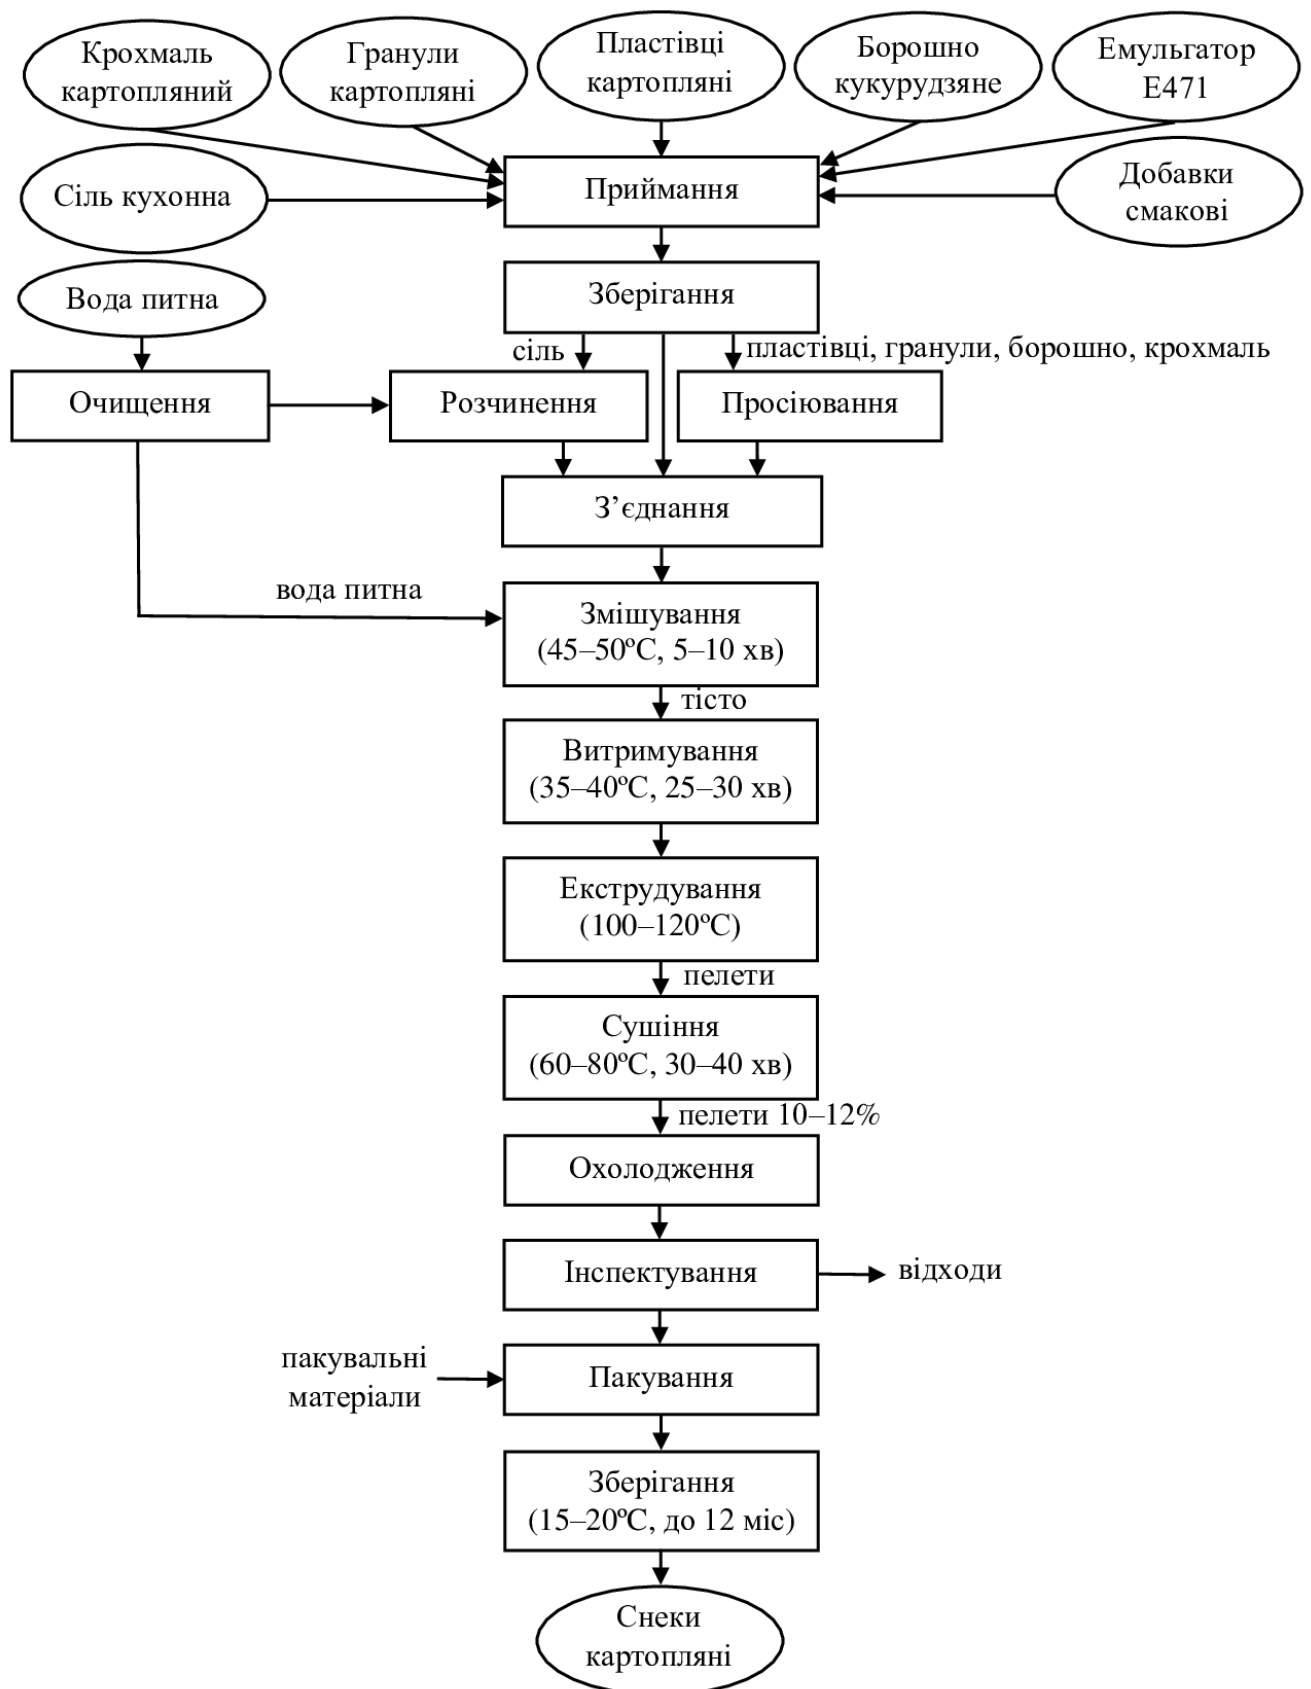 Крохмаль
картопляний
Гранули
картопляні
Пластівці
картопляні
Борошно
кукурудзяне
Емульгатор
Е471
Сіль кухонна
Приймання
Добавки
смакові
Вода питна
Зберігання
сіль
пластівці, гранули, борошно, крохмаль
Очищення
Розчинення
Просіювання
З’єднання
вода питна
Змішування
(45–50ºС, 5–10 хв)
тісто
Витримування
(35–40ºС, 25–30 хв)
Екструдування
(100–120ºС)
пелети
Сушіння
(60–80ºС, 30–40 хв)
пелети 10–12%
Охолодження
Інспектування
відходи
пакувальні
матеріали
Пакування
Зберігання
(15–20ºС, до 12 міс)
Снеки
картопляні